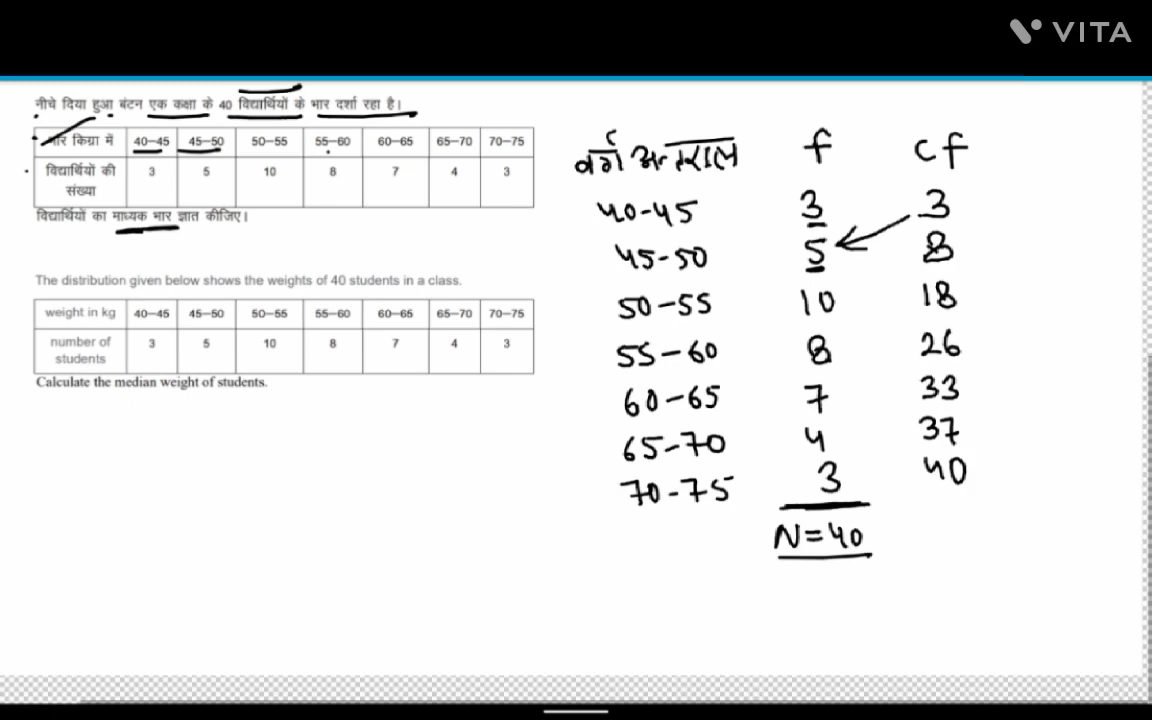 VITA
नीचे दिया हुआ बंटन एक कक्षा के 40 विद्यार्थियों के भार दर्शा रहा है।
भार किग्रा में 40–45 45–50 50–55 55–60 60–65 65–70 70–75
विद्यार्थियों की संख्या 3 5 10 8 7 4 3
विद्यार्थियों का माध्यक भार ज्ञात कीजिए।
The distribution given below shows the weights of 40 students in a class.
weight in kg 40–45 45–50 50–55 55–60 60–65 65–70 70–75
number of students 3 5 10 8 7 4 3
Calculate the median weight of students.
वर्ग अन्तराल f cf
40-45 3 3
45-50 5 8
50-55 10 18
55-60 8 26
60-65 7 33
65-70 4 37
70-75 3 40
N=40